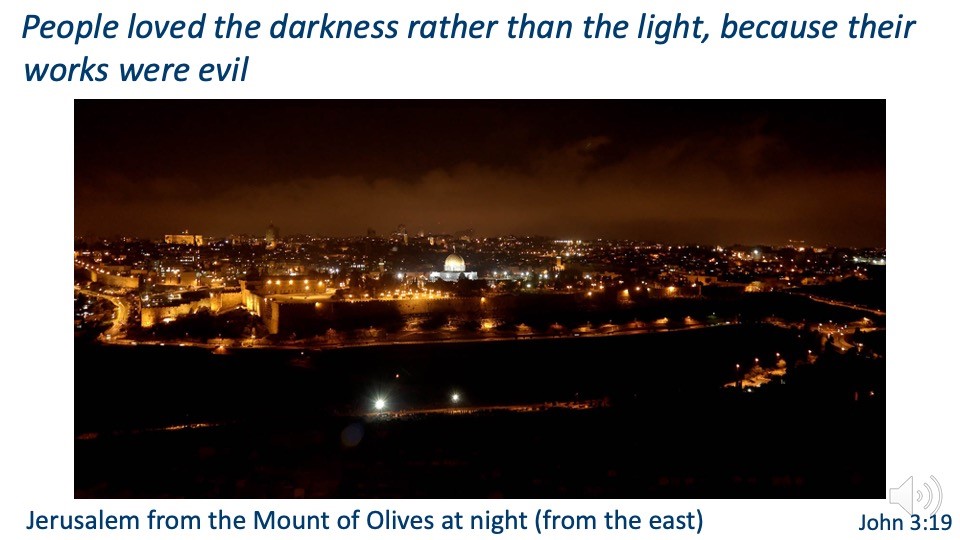 People loved the darkness rather than the light, because their
works were evil
Jerusalem from the Mount of Olives at night (from the east)
John 3:19